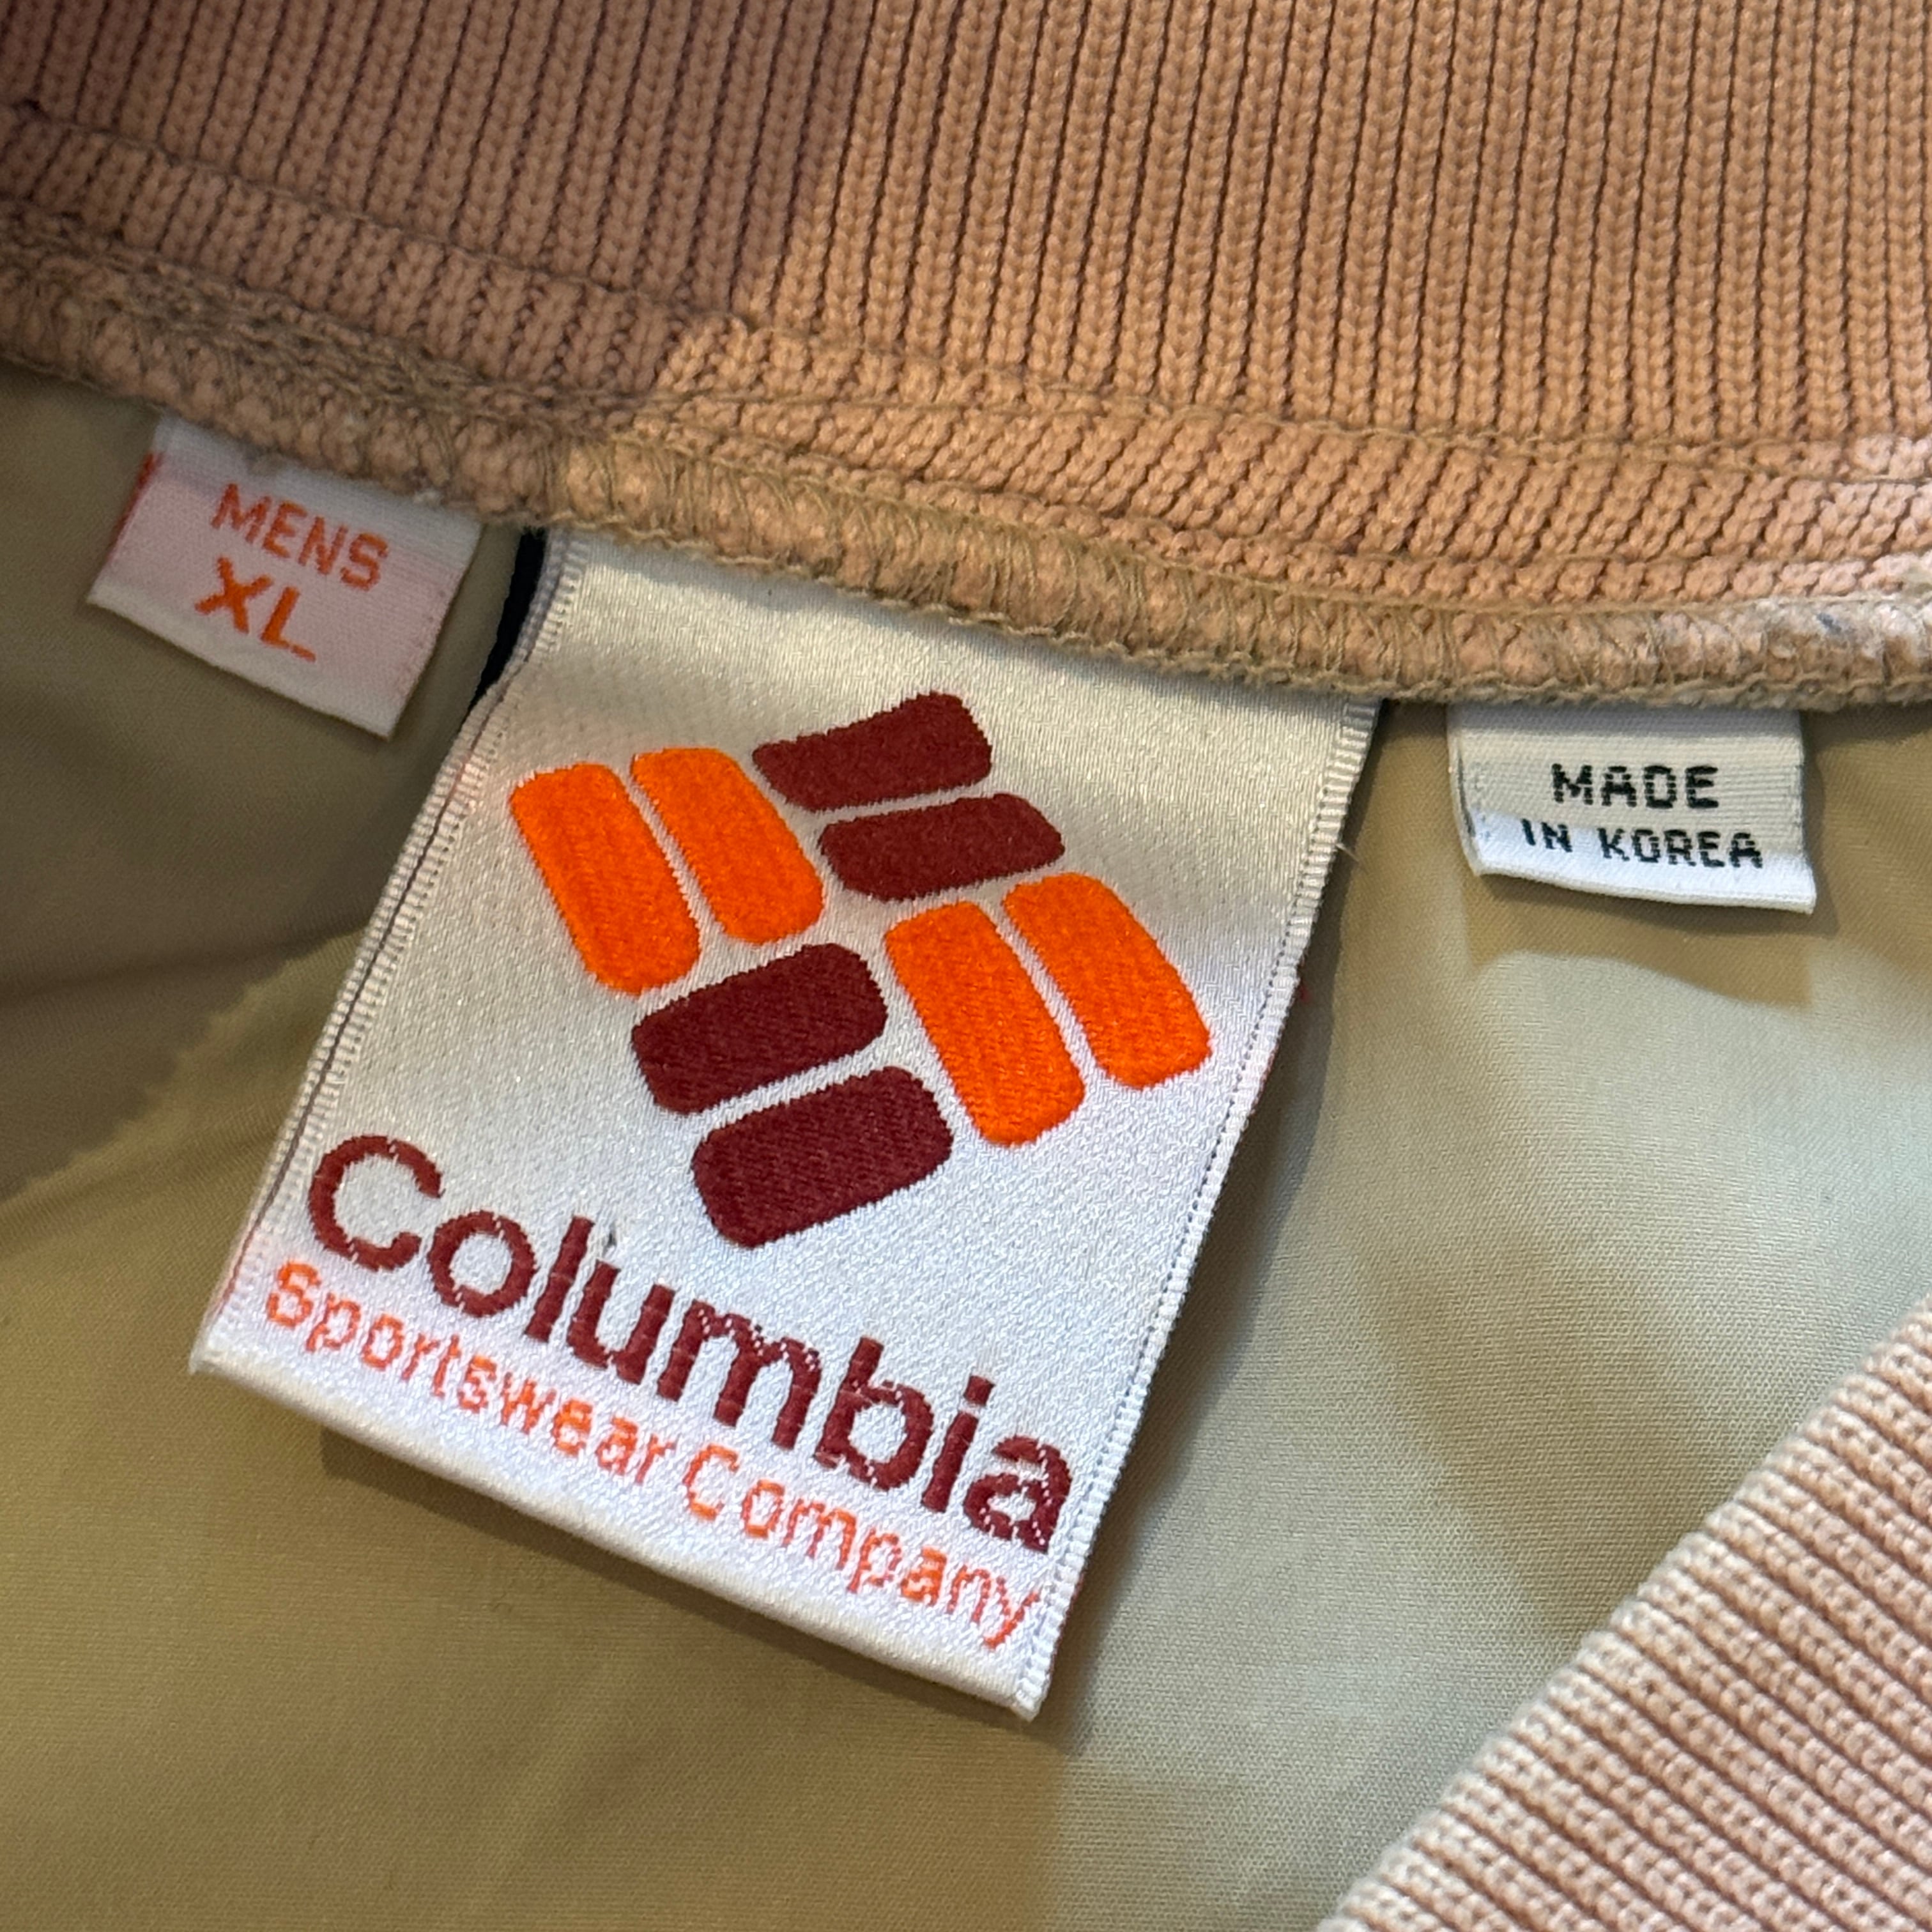 MENS
XL
Columbia
Sportswear Company
MADE
IN KOREA